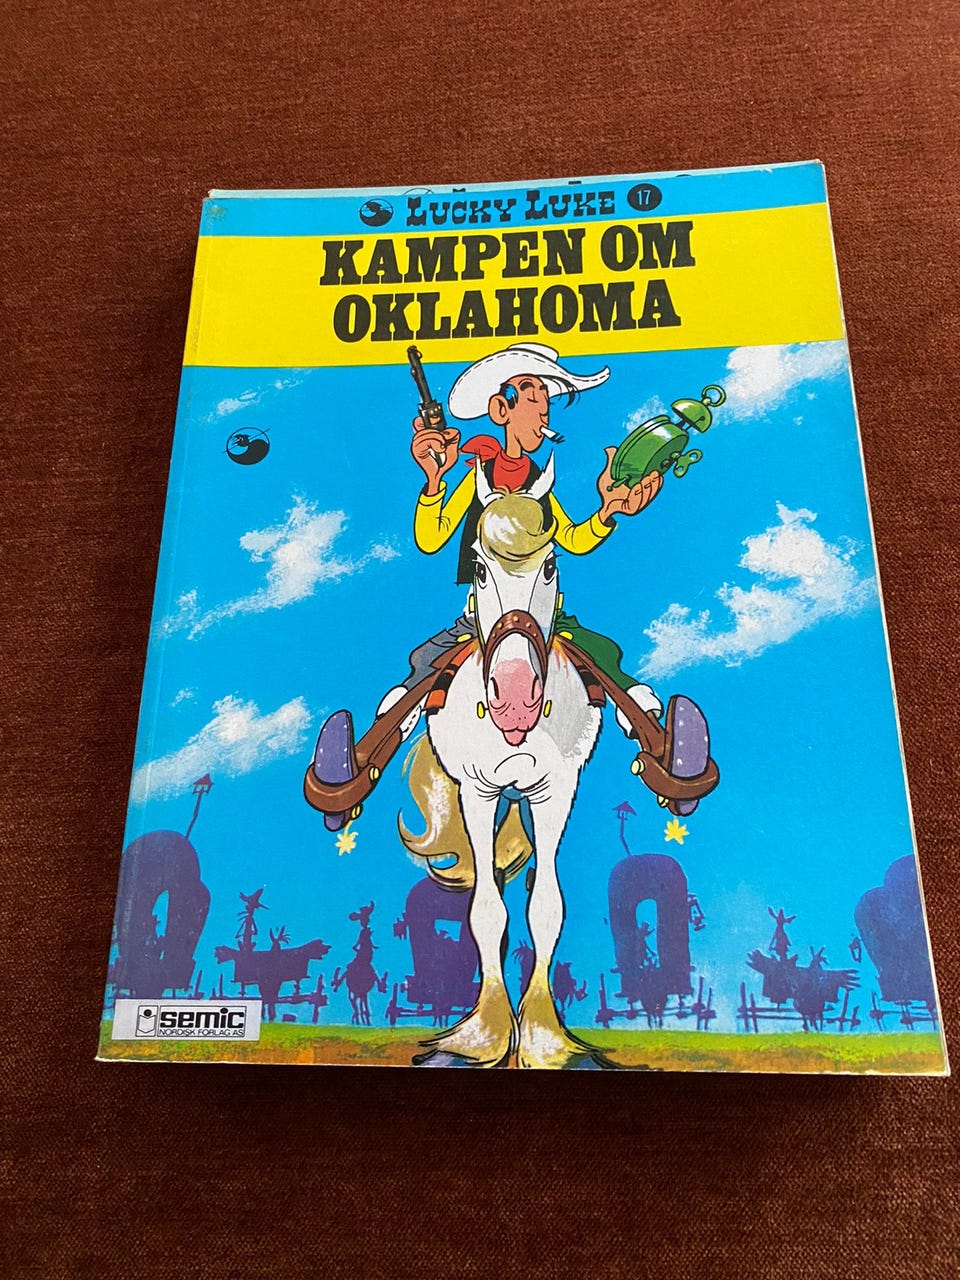 LUCKY LUKE 17
KAMPEN OM
OKLAHOMA
semic
NORDISK FORLAG AS